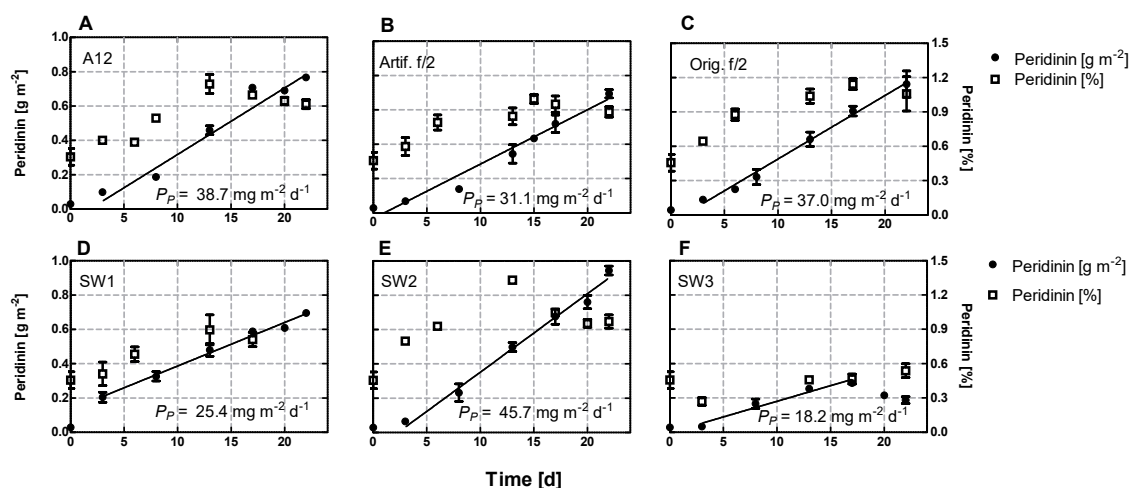 A
B
C
A12
Artif. f/2
Orig. f/2
Peridinin [g m-2]
1.0
0.8
0.6
0.4
0.2
0.0
1.5
1.2
0.9
0.6
0.3
0.0
Peridinin [%]
Peridinin [g m-2]
Peridinin [%]
PP = 38.7 mg m-2 d-1
PP = 31.1 mg m-2 d-1
PP = 37.0 mg m-2 d-1
0 5 10 15 20
0 5 10 15 20
0 5 10 15 20
D
E
F
SW1
SW2
SW3
Peridinin [g m-2]
1.0
0.8
0.6
0.4
0.2
0.0
1.5
1.2
0.9
0.6
0.3
0.0
Peridinin [%]
Peridinin [g m-2]
Peridinin [%]
PP = 25.4 mg m-2 d-1
PP = 45.7 mg m-2 d-1
PP = 18.2 mg m-2 d-1
0 5 10 15 20
0 5 10 15 20
0 5 10 15 20
Time [d]